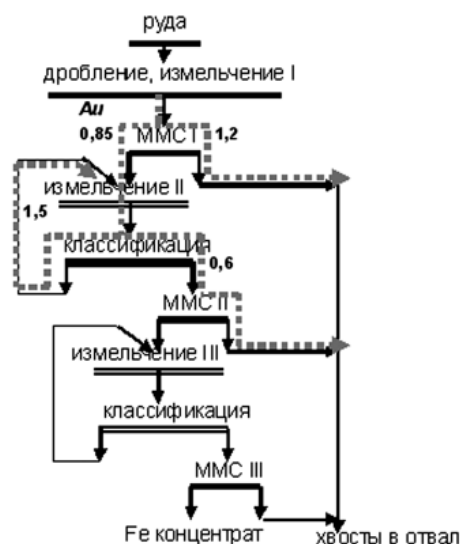 руда
дробление, измельчение I
Au
0,85 ММС I 1,2
измельчение II
1,5
классификация
0,6
ММС II
измельчение III
классификация
ММС III
Fe концентрат хвосты в отвал